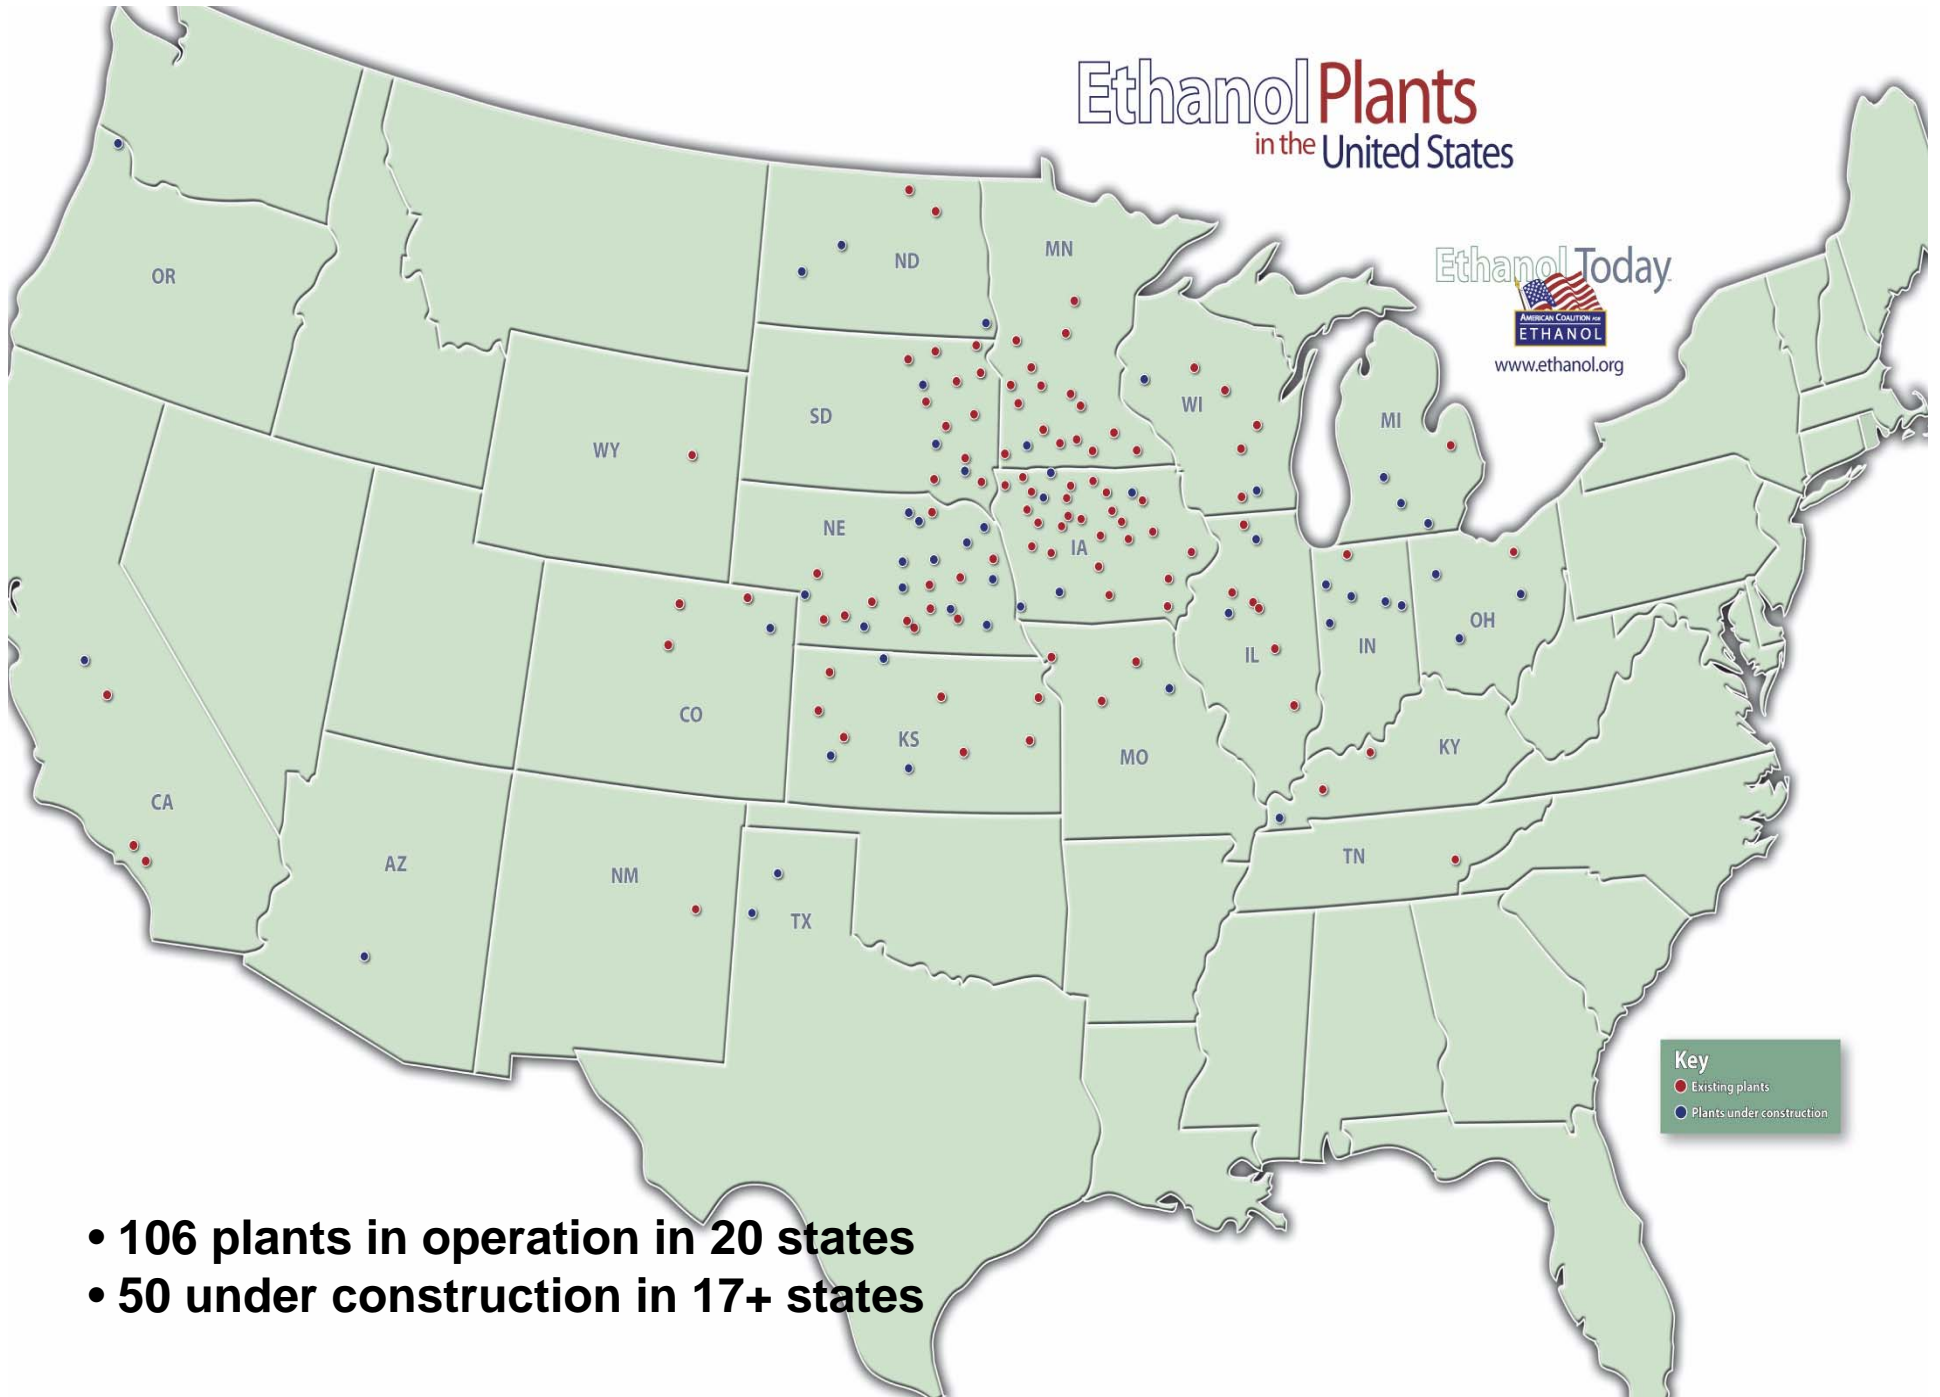 Ethanol Plants
in the United States
Ethanol Today
AMERICAN COALITION FOR
ETHANOL
www.ethanol.org
OR
ND
MN
SD
WY
WI
MI
NE
IA
OH
IN
IL
CO
KS
MO
KY
CA
AZ
NM
TX
TN
Key
Existing plants
Plants under construction
• 106 plants in operation in 20 states
• 50 under construction in 17+ states